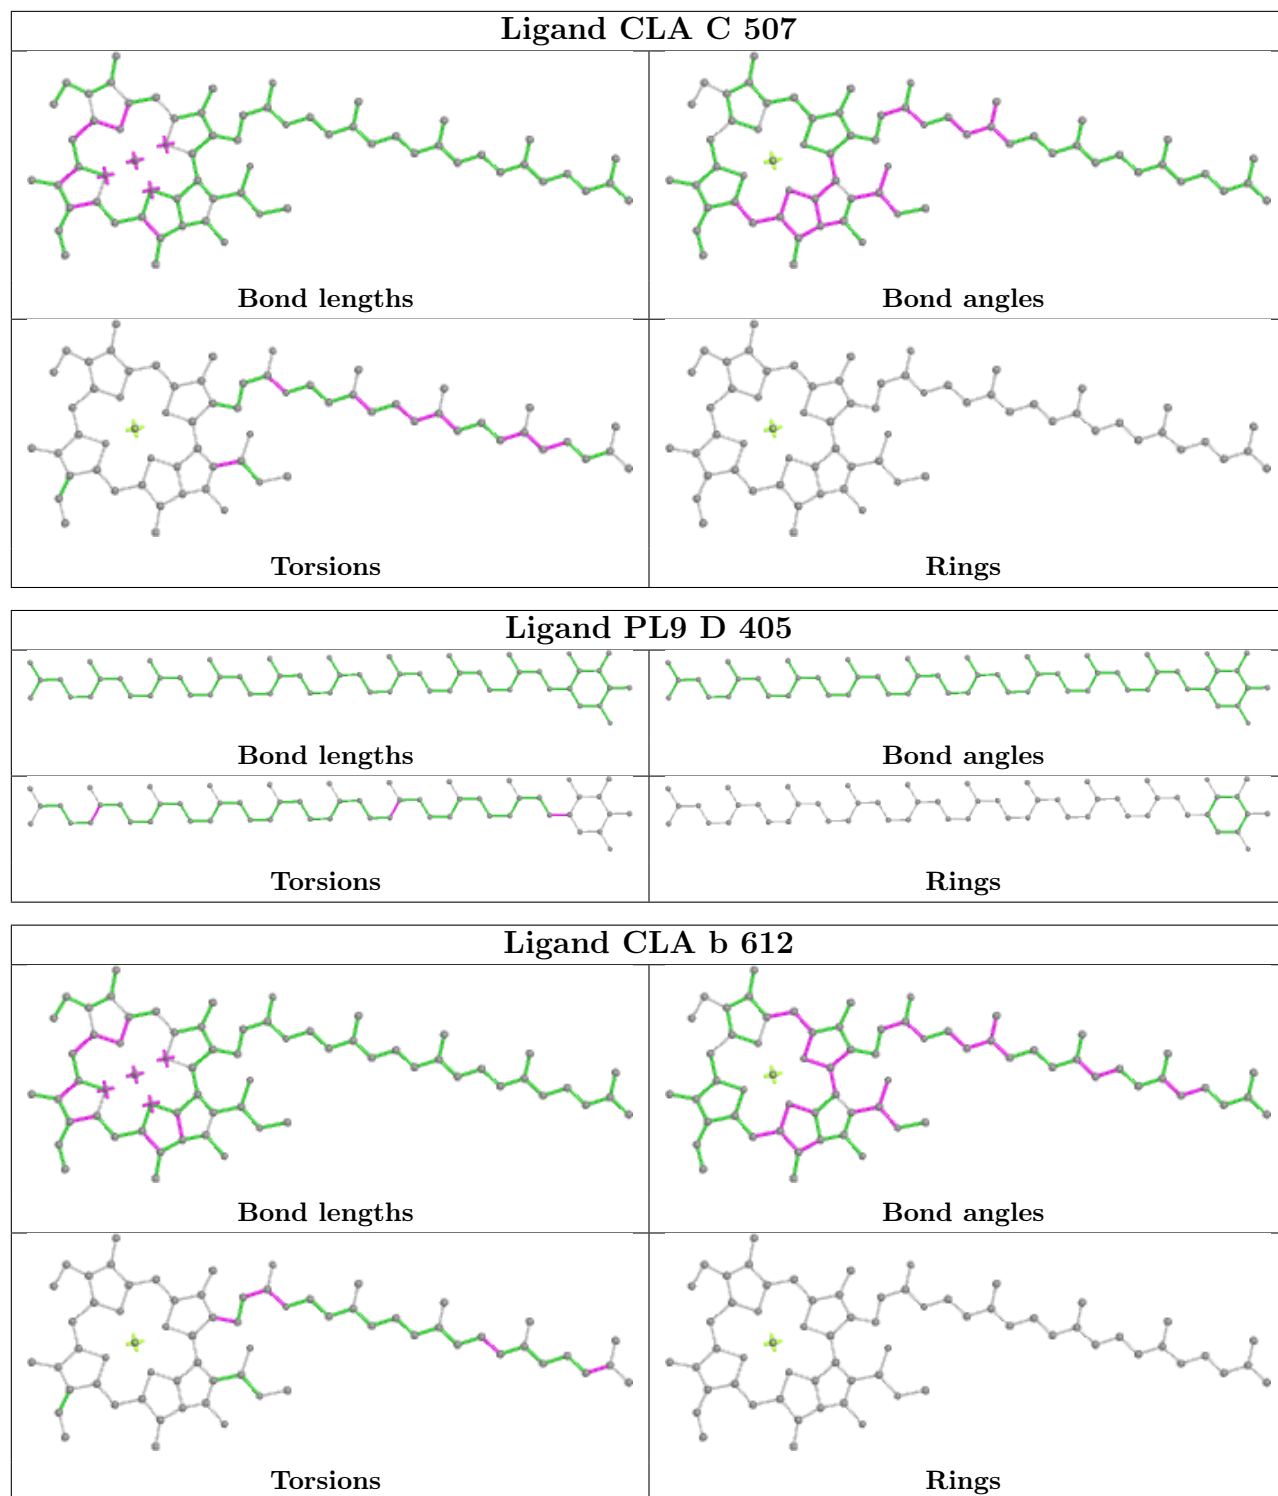 Ligand CLA C 507
Bond lengths
Bond angles
Torsions
Rings
Ligand PL9 D 405
Bond lengths
Bond angles
Torsions
Rings
Ligand CLA b 612
Bond lengths
Bond angles
Torsions
Rings